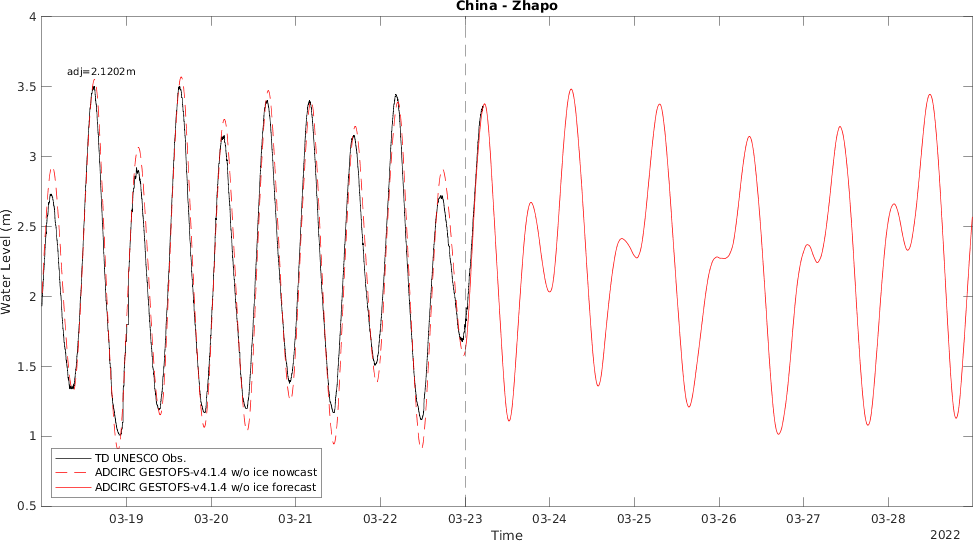 China - Zhapo
adj=2.1202m
4
3.5
3
2.5
2
1.5
1
0.5
Water Level (m)
TD UNESCO Obs.
ADCIRC GESTOFS-v4.1.4 w/o ice nowcast
ADCIRC GESTOFS-v4.1.4 w/o ice forecast
03-19 03-20 03-21 03-22 03-23 03-24 03-25 03-26 03-27 03-28
Time
2022